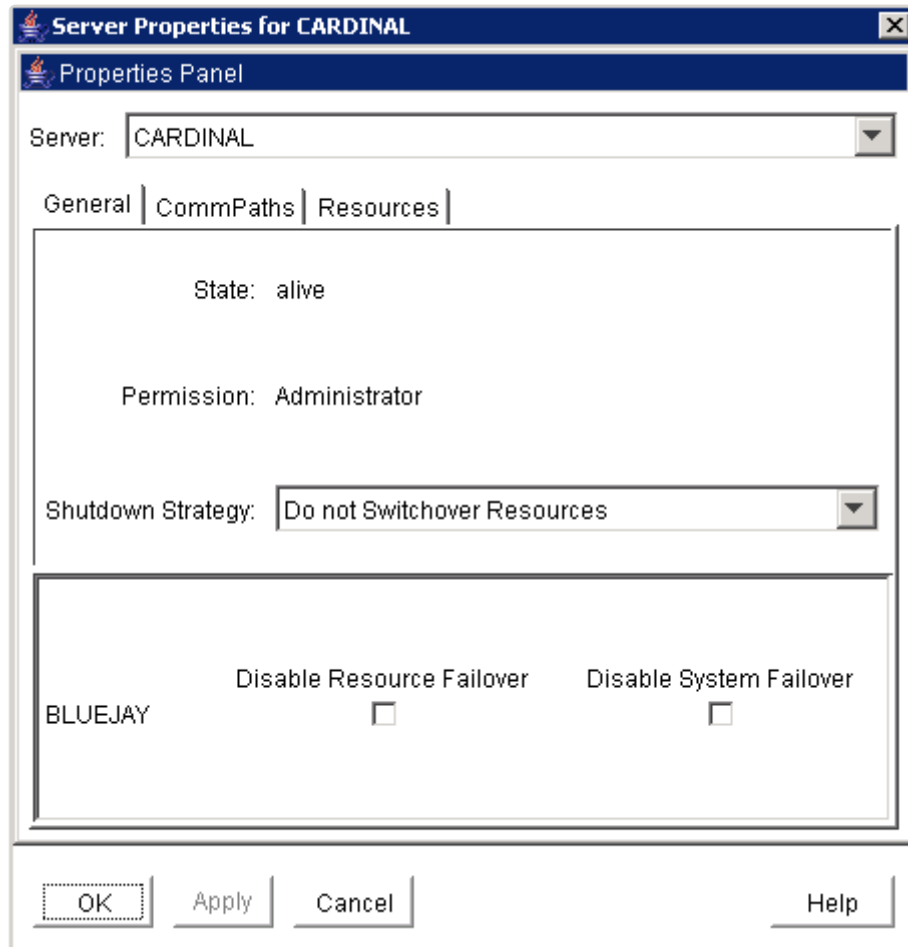 Server Properties for CARDINAL
Properties Panel
Server: CARDINAL
General CommPaths Resources
State: alive
Permission: Administrator
Shutdown Strategy: Do not Switchover Resources
Disable Resource Failover Disable System Failover
BLUEJAY
OK Apply Cancel Help